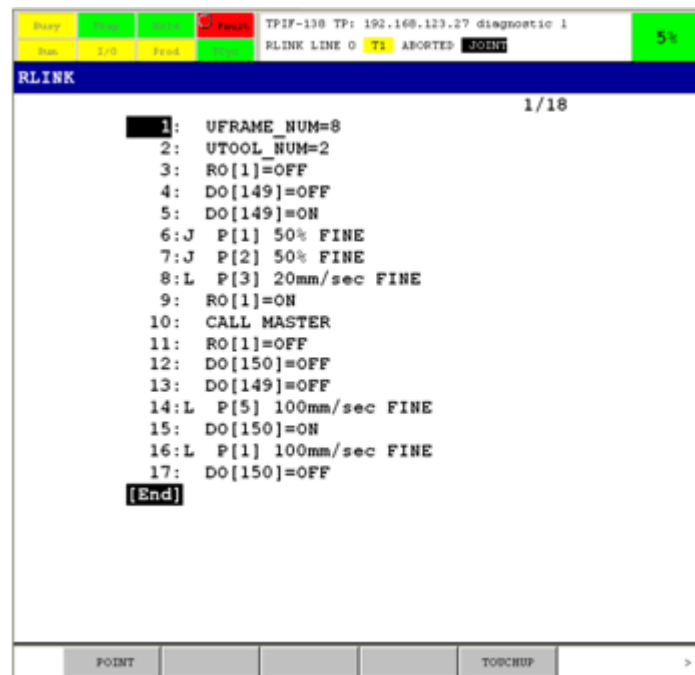 Busy Step Hold Fault TPIF-138 TP: 192.168.123.27 diagnostic 1
Run I/O Prod TCyc RLINK LINE 0 T1 ABORTED JOINT
5%
RLINK
1/18
1: UFRAME_NUM=8
2: UTOOL_NUM=2
3: RO[1]=OFF
4: DO[149]=OFF
5: DO[149]=ON
6:J P[1] 50% FINE
7:J P[2] 50% FINE
8:L P[3] 20mm/sec FINE
9: RO[1]=ON
10: CALL MASTER
11: RO[1]=OFF
12: DO[150]=OFF
13: DO[149]=OFF
14:L P[5] 100mm/sec FINE
15: DO[150]=ON
16:L P[1] 100mm/sec FINE
17: DO[150]=OFF
[End]
POINT TOUCHUP >